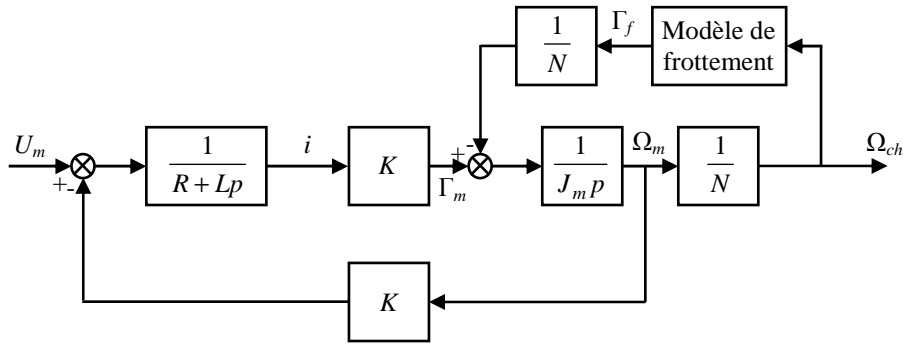 1/N
Γ_f
Modèle de
frottement
U_m
+
-
1/(R + Lp)
i
K
Γ_m
+
-
1/(J_m p)
Ω_m
1/N
Ω_ch
K